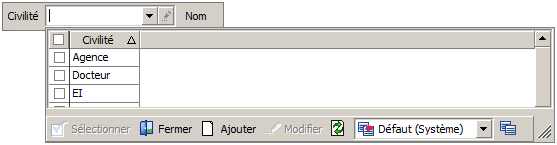 Civilité Nom
Civilité
Agence
Docteur
EI
Sélectionner Fermer Ajouter Modifier Défaut (Système)